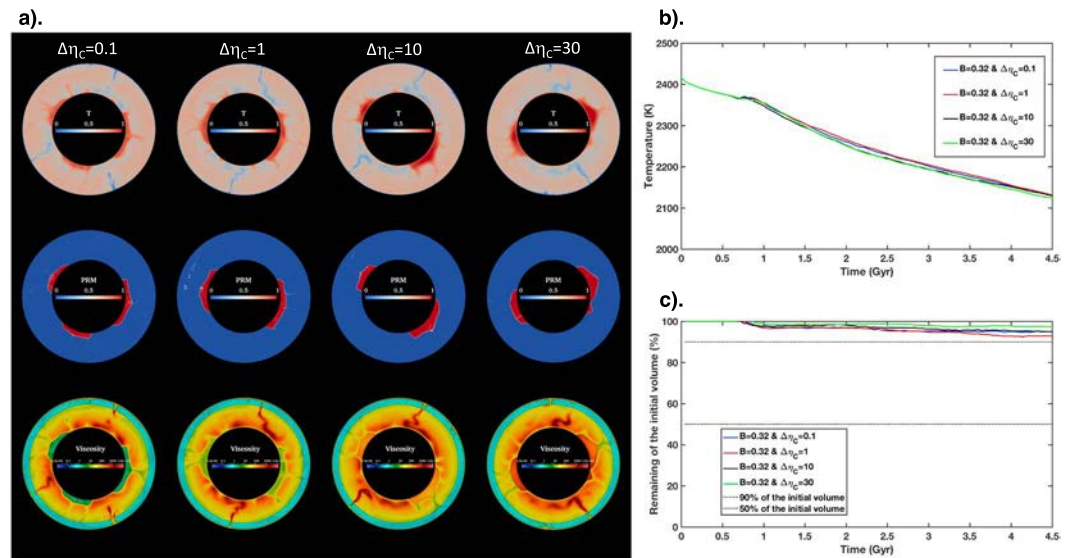 a).
Δη_C=0.1
Δη_C=1
Δη_C=10
Δη_C=30
T
0 0.5 1
T
0 0.5 1
T
0 0.5 1
T
0 0.5 1
PRM
0 0.5 1
PRM
0 0.5 1
PRM
0 0.5 1
PRM
0 0.5 1
Viscosity
Viscosity
Viscosity
Viscosity
b).
Temperature (K)
2500
2400
2300
2200
2100
2000
B=0.32 & Δη_C=0.1
B=0.32 & Δη_C=1
B=0.32 & Δη_C=10
B=0.32 & Δη_C=30
0 0.5 1 1.5 2 2.5 3 3.5 4 4.5
Time (Gyr)
c).
Remaining of the initial volume (%)
100
80
60
40
20
0
B=0.32 & Δη_C=0.1
B=0.32 & Δη_C=1
B=0.32 & Δη_C=10
B=0.32 & Δη_C=30
90% of the initial volume
50% of the initial volume
0 0.5 1 1.5 2 2.5 3 3.5 4 4.5
Time (Gyr)